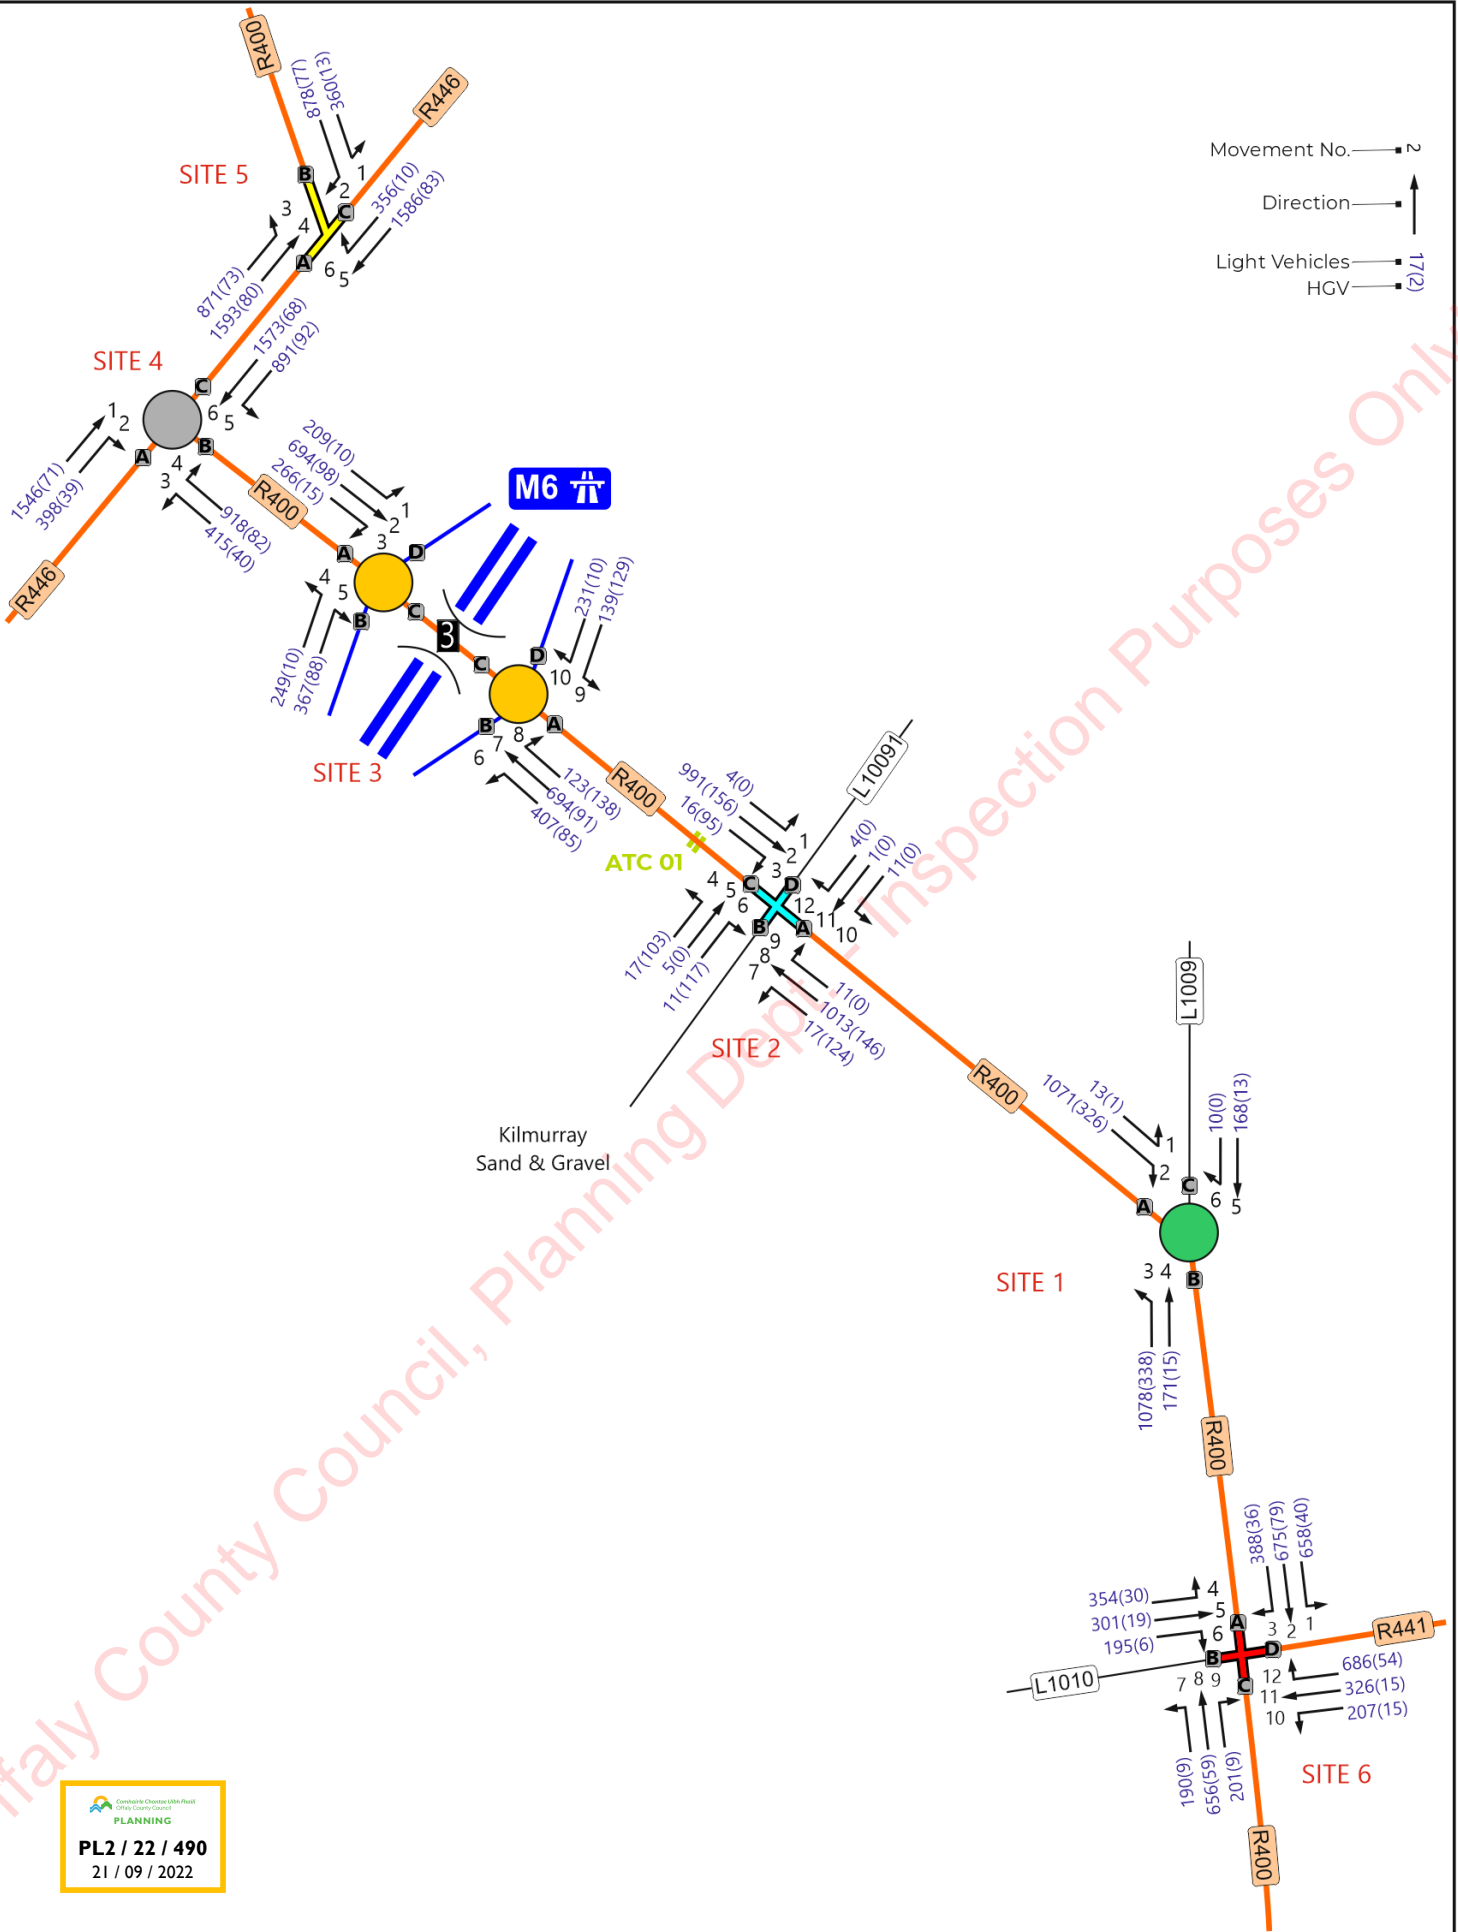 R400
R446
878(77)
360(13)
SITE 5
B
C
A
1
2
3
4
5
6
356(10)
1586(83)
871(73)
1593(80)
Movement No.
2
Direction
Light Vehicles
HGV
17(2)
SITE 4
1573(68)
891(92)
C
B
A
1
2
3
4
5
6
1546(71)
398(39)
918(82)
415(40)
R446
R400
209(10)
694(98)
266(15)
M6
1
2
3
4
5
A
D
B
C
249(10)
367(88)
3
231(10)
139(129)
C
D
B
A
10
9
8
7
6
SITE 3
123(138)
694(91)
407(85)
R400
ATC 01
L10091
4(0)
991(156)
16(95)
4(0)
1(0)
11(0)
1
2
3
4
5
6
C
D
B
A
12
11
10
9
8
7
17(103)
5(0)
11(117)
11(0)
1013(146)
17(124)
SITE 2
Kilmurray
Sand & Gravel
R400
L1009
13(1)
1071(326)
10(0)
168(13)
1
2
C
A
6
5
3
4
B
SITE 1
1078(338)
171(15)
R400
388(36)
675(79)
658(40)
354(30)
301(19)
195(6)
4
5
6
A
3
2
1
B
D
C
7
8
9
12
11
10
R441
L1010
686(54)
326(15)
207(15)
190(9)
656(59)
201(9)
SITE 6
R400
ffaly County Council, Planning Dept. - Inspection Purposes Only
Comhairle Chontae Uíbh Fhailí
Offaly County Council
PLANNING
PL2 / 22 / 490
21 / 09 / 2022